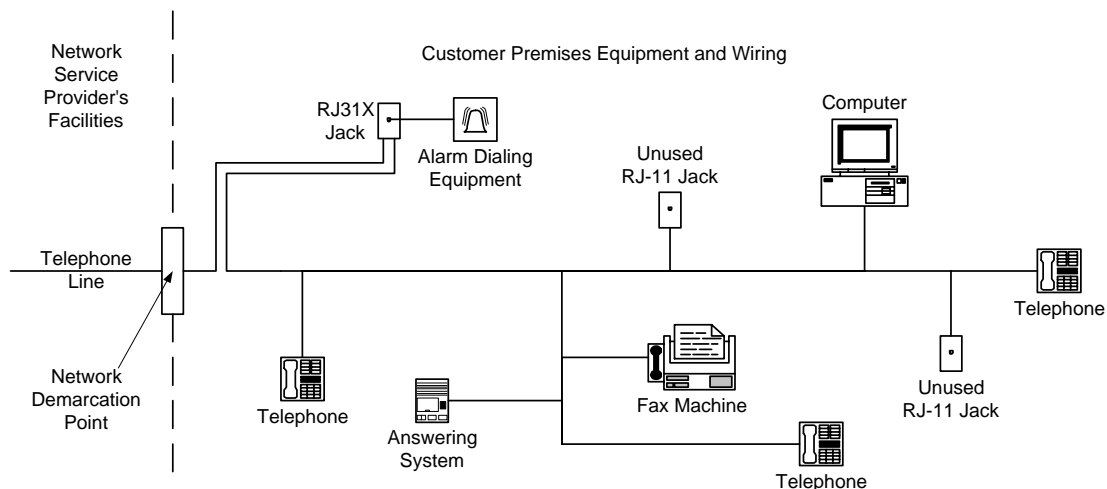 Network
Service
Provider's
Facilities
Customer Premises Equipment and Wiring
RJ31X
Jack
Alarm Dialing
Equipment
Unused
RJ-11 Jack
Computer
Telephone
Line
Telephone
Network
Demarcation
Point
Telephone
Answering
System
Fax Machine
Unused
RJ-11 Jack
Telephone